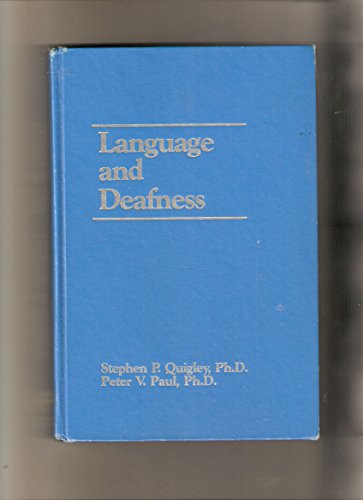 Language
and
Deafness
Stephen P. Quigley, Ph.D.
Peter V. Paul, Ph.D.